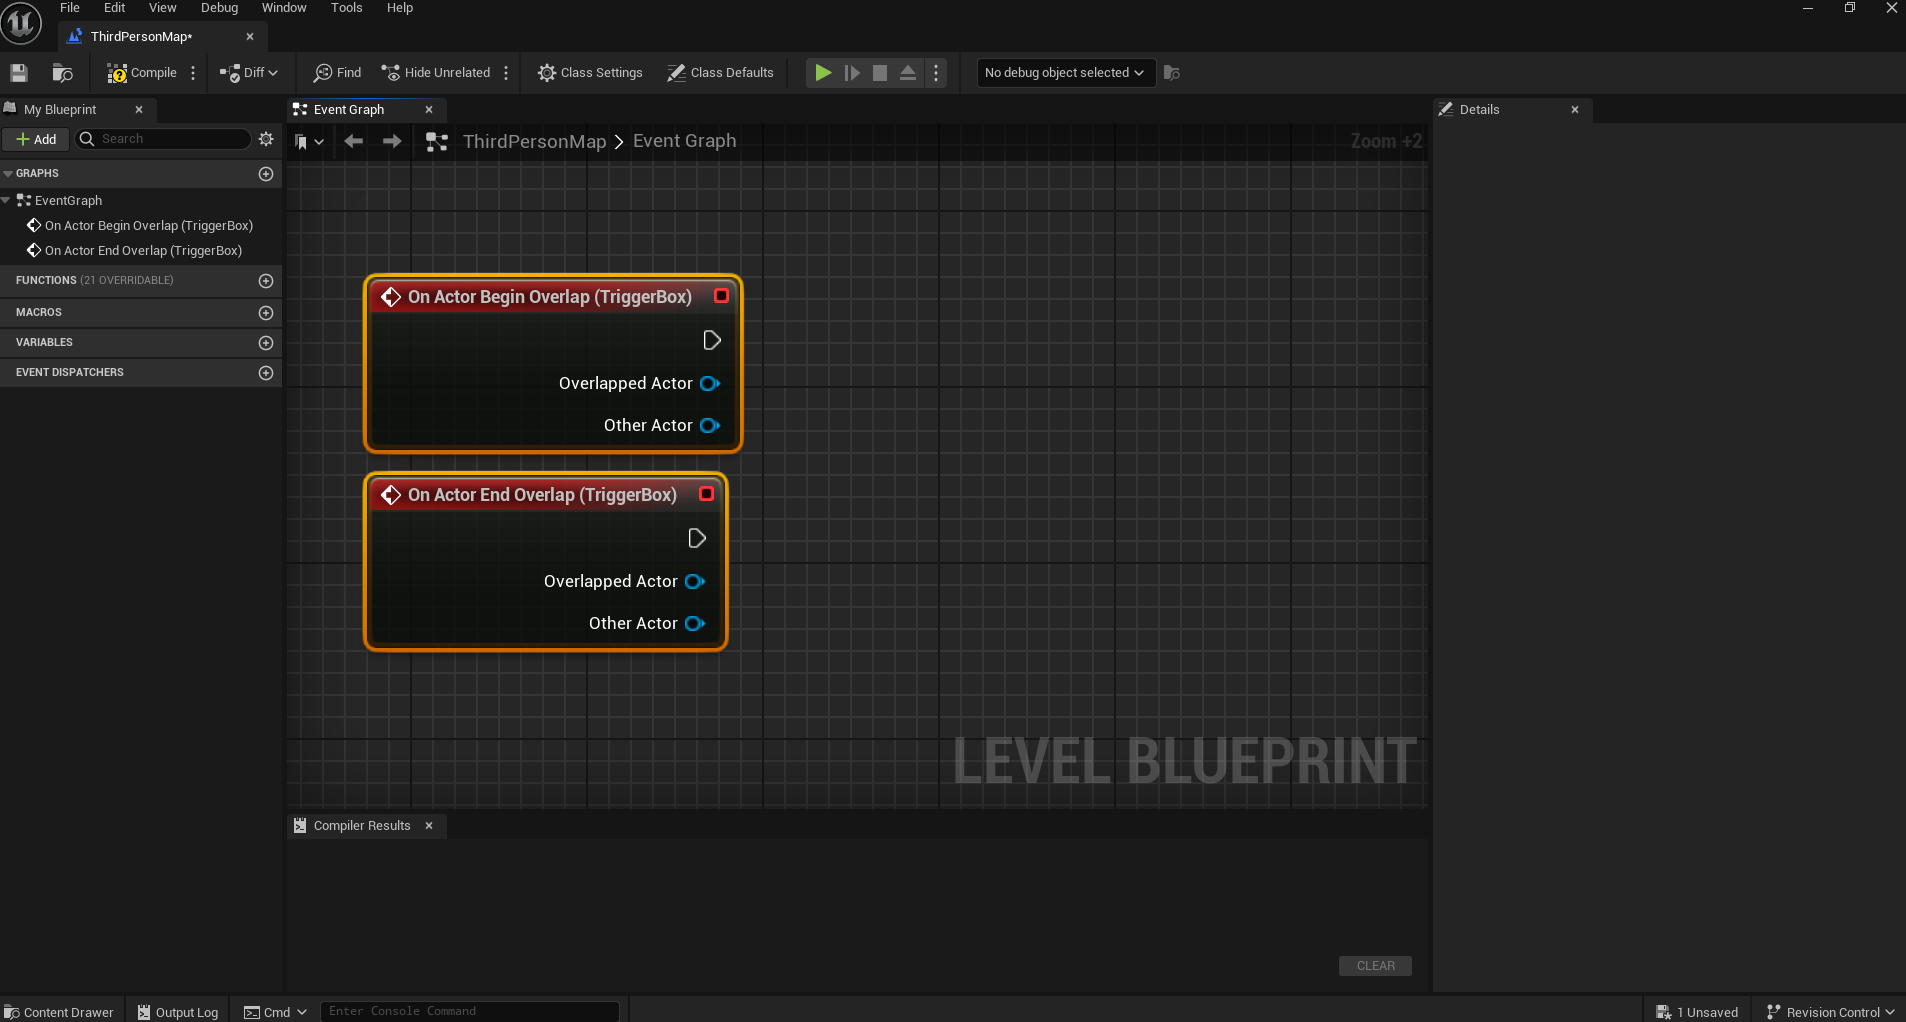 File Edit View Debug Window Tools Help
ThirdPersonMap*
Compile Diff Find Hide Unrelated Class Settings Class Defaults No debug object selected
My Blueprint
Event Graph
Details
Add Search
ThirdPersonMap > Event Graph
Zoom +2
GRAPHS
EventGraph
On Actor Begin Overlap (TriggerBox)
On Actor End Overlap (TriggerBox)
FUNCTIONS (21 OVERRIDABLE)
MACROS
VARIABLES
EVENT DISPATCHERS
On Actor Begin Overlap (TriggerBox)
Overlapped Actor
Other Actor
On Actor End Overlap (TriggerBox)
Overlapped Actor
Other Actor
LEVEL BLUEPRINT
Compiler Results
CLEAR
Content Drawer Output Log Cmd Enter Console Command 1 Unsaved Revision Control